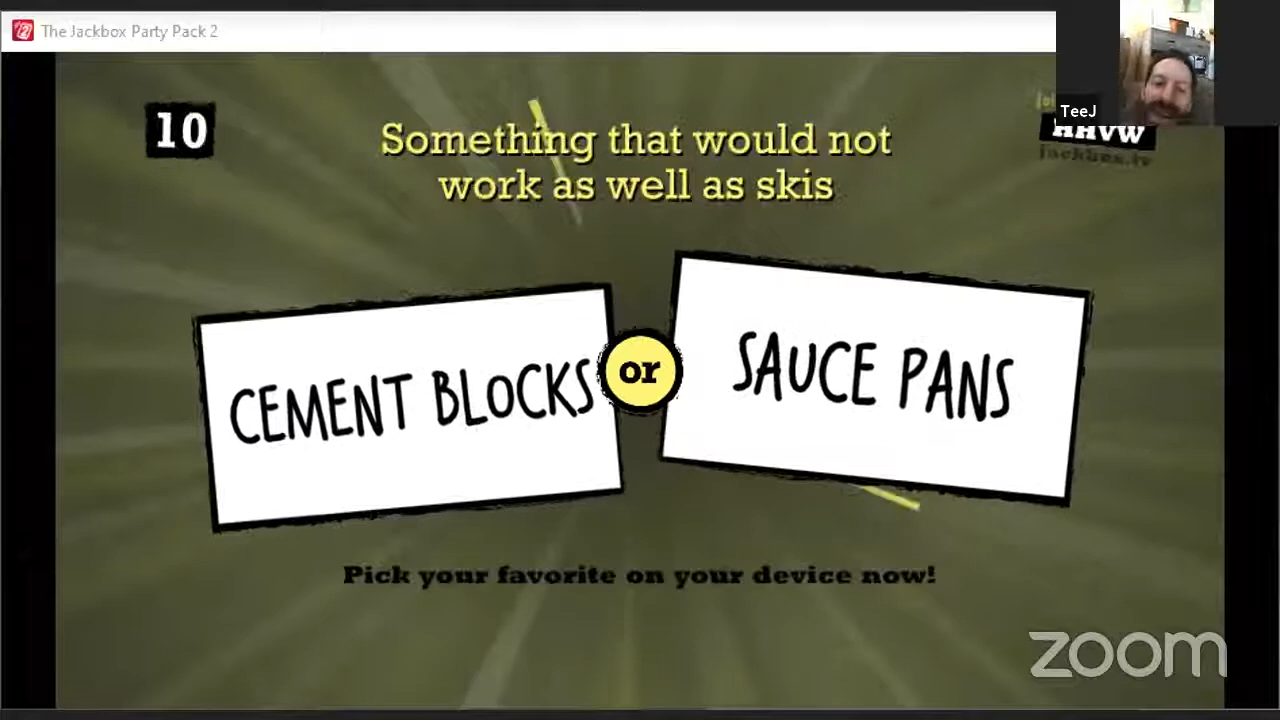 The Jackbox Party Pack 2
TeeJ
10
Something that would not
work as well as skis
HHVW
jackbox.tv
CEMENT BLOCKS
or
SAUCE PANS
Pick your favorite on your device now!
zoom